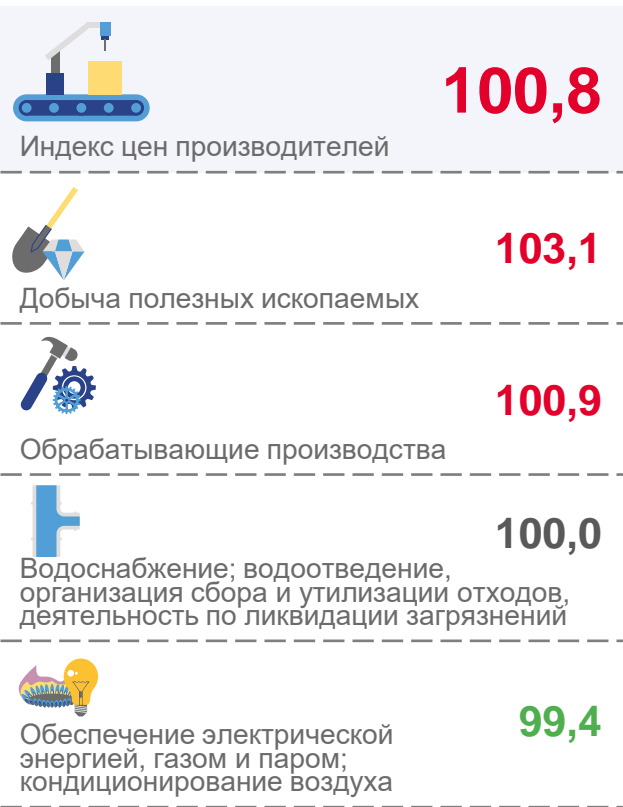 100,8
Индекс цен производителей
103,1
Добыча полезных ископаемых
100,9
Обрабатывающие производства
100,0
Водоснабжение; водоотведение,
организация сбора и утилизации отходов,
деятельность по ликвидации загрязнений
99,4
Обеспечение электрической
энергией, газом и паром;
кондиционирование воздуха